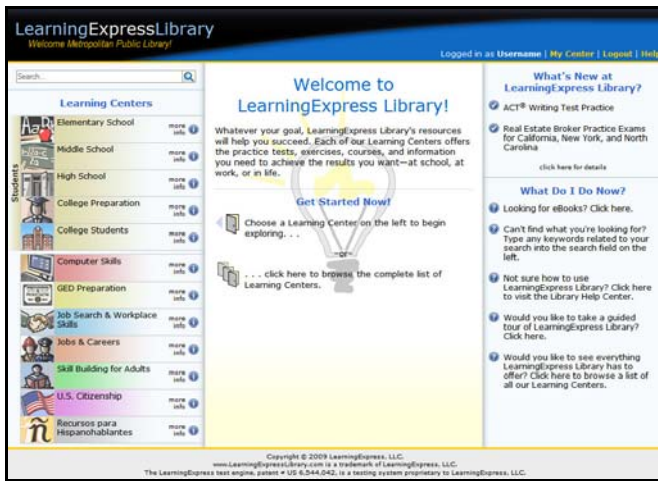 LearningExpressLibrary
Welcome Metropolitan Public Library!
Logged in as Username | My Center | Logout | Help
Search...
Learning Centers
Students
Elementary School
more info
Middle School
more info
High School
more info
College Preparation
more info
College Students
more info
Computer Skills
more info
GED Preparation
more info
Job Search & Workplace
Skills
more info
Jobs & Careers
more info
Skill Building for Adults
more info
U.S. Citizenship
more info
Recursos para
Hispanohablantes
more info
Welcome to
LearningExpress Library!
Whatever your goal, LearningExpress Library's resources
will help you succeed. Each of our Learning Centers offers
the practice tests, exercises, courses, and information
you need to achieve the results you want—at school, at
work, or in life.
Get Started Now!
Choose a Learning Center on the left to begin
exploring. . .
-or-
. . . click here to browse the complete list of
Learning Centers.
What's New at
LearningExpress Library?
ACT® Writing Test Practice
Real Estate Broker Practice Exams
for California, New York, and North
Carolina
click here for details
What Do I Do Now?
Looking for eBooks? Click here.
Can't find what you're looking for?
Type any keywords related to your
search into the search field on the
left.
Not sure how to use
LearningExpress Library? Click here
to visit the Library Help Center.
Would you like to take a guided
tour of LearningExpress Library?
Click here.
Would you like to see everything
LearningExpress Library has to
offer? Click here to browse a list of
all our Learning Centers.
Copyright © 2009 LearningExpress, LLC.
www.LearningExpressLibrary.com is a trademark of LearningExpress, LLC.
The LearningExpress test engine, patent # US 6,544,042, is a testing system proprietary to LearningExpress, LLC.